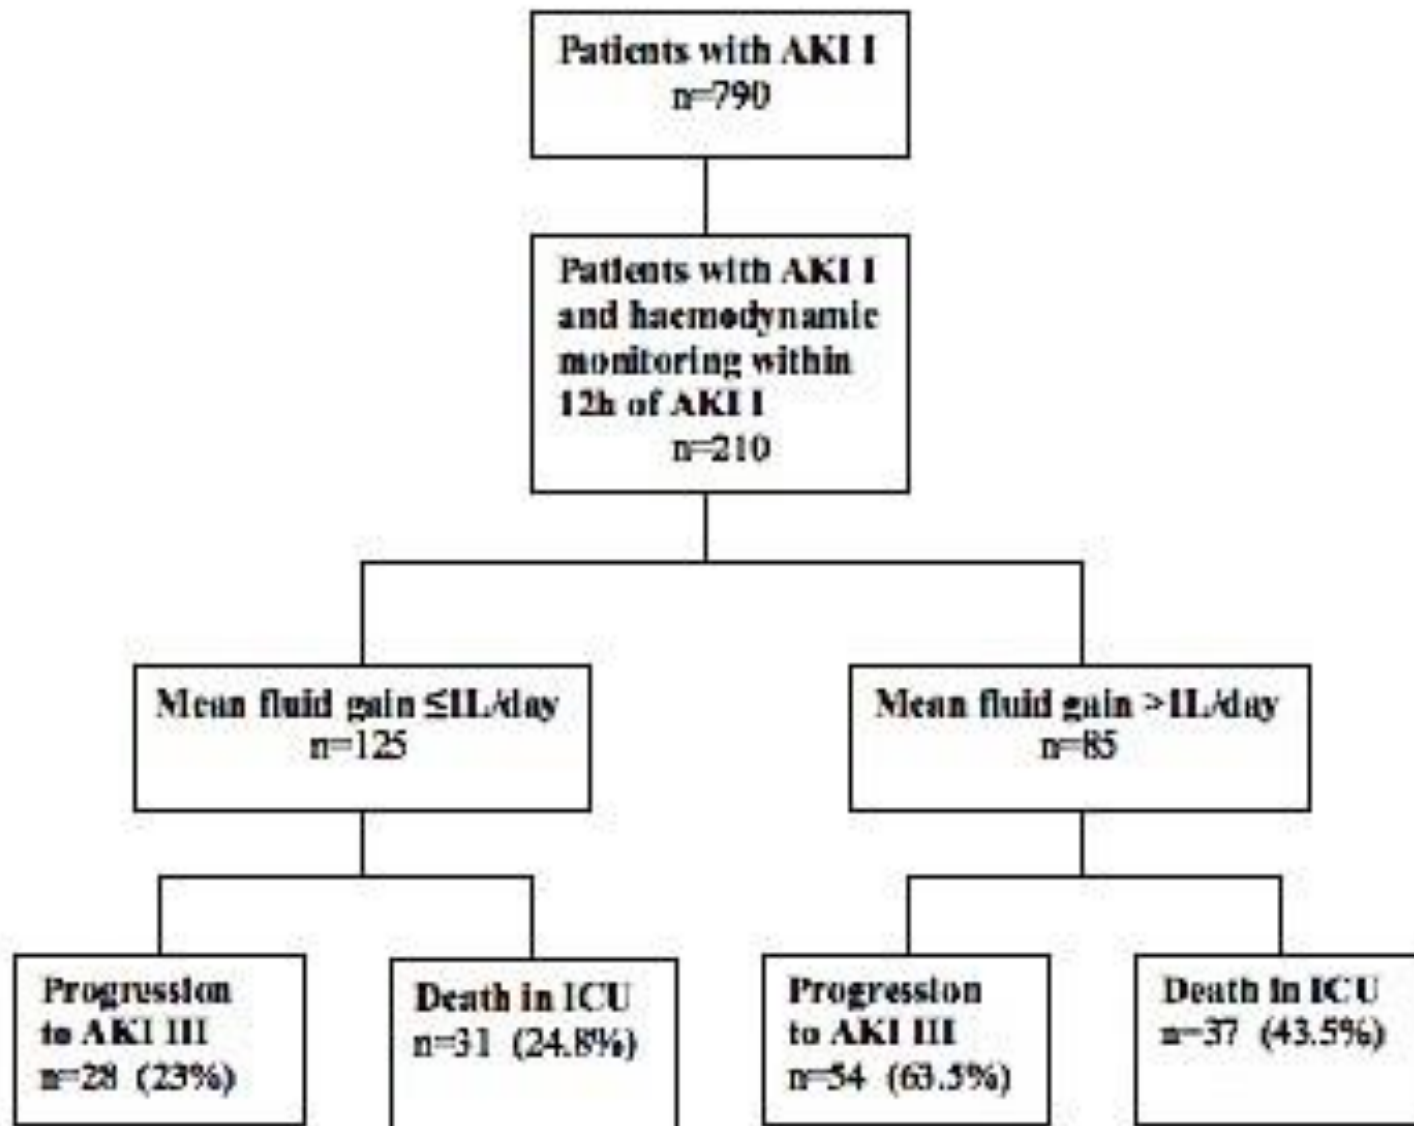 Patients with AKI I
n=790
Patients with AKI I
and haemodynamic
monitoring within
12h of AKI I
n=210
Mean fluid gain ≤1L/day
n=125
Mean fluid gain >1L/day
n=85
Progression
to AKI III
n=28 (23%)
Death in ICU
n=31 (24.8%)
Progression
to AKI III
n=54 (63.5%)
Death in ICU
n=37 (43.5%)